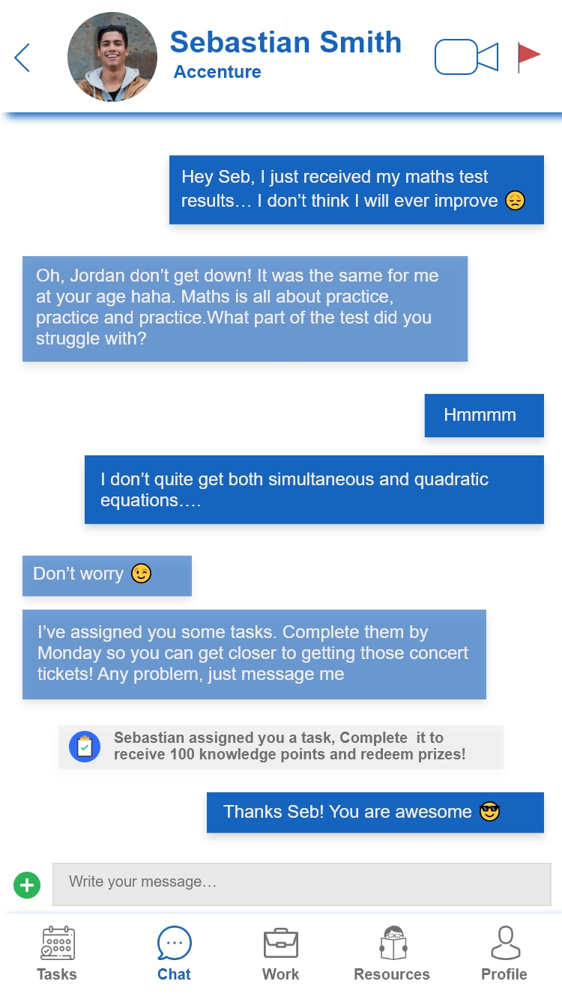 Sebastian Smith
Accenture
Hey Seb, I just received my maths test
results… I don’t think I will ever improve 😔
Oh, Jordan don’t get down! It was the same for me
at your age haha. Maths is all about practice,
practice and practice.What part of the test did you
struggle with?
Hmmmm
I don’t quite get both simultaneous and quadratic
equations….
Don’t worry 😉
I’ve assigned you some tasks. Complete them by
Monday so you can get closer to getting those concert
tickets! Any problem, just message me
Sebastian assigned you a task, Complete  it to
receive 100 knowledge points and redeem prizes!
Thanks Seb! You are awesome 😎
Write your message…
Tasks
Chat
Work
Resources
Profile